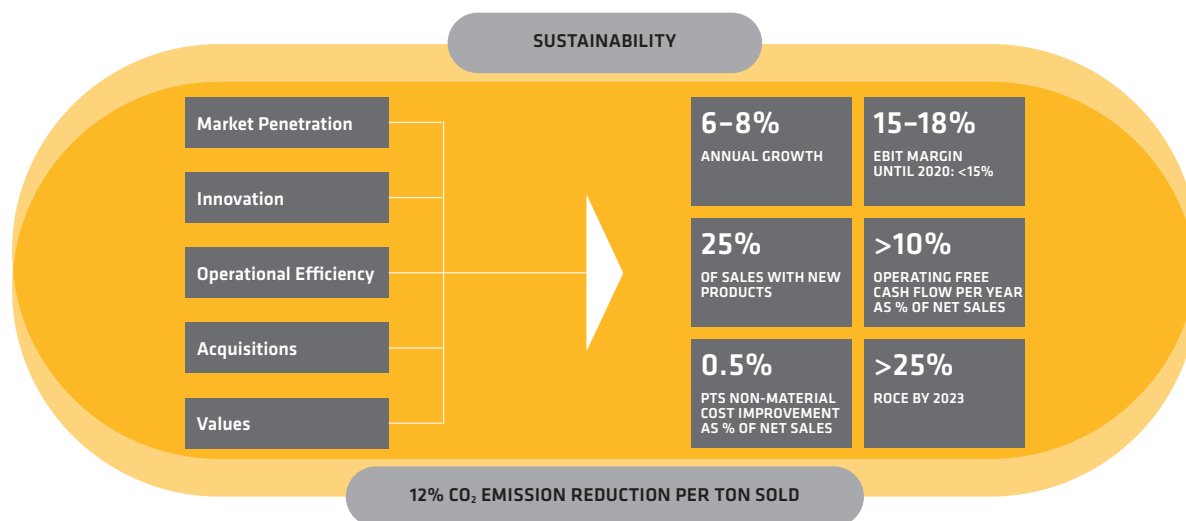 SUSTAINABILITY
Market Penetration
Innovation
Operational Efficiency
Acquisitions
Values
6–8%
ANNUAL GROWTH
15–18%
EBIT MARGIN
UNTIL 2020: <15%
25%
OF SALES WITH NEW
PRODUCTS
>10%
OPERATING FREE
CASH FLOW PER YEAR
AS % OF NET SALES
0.5%
PTS NON-MATERIAL
COST IMPROVEMENT
AS % OF NET SALES
>25%
ROCE BY 2023
12% CO₂ EMISSION REDUCTION PER TON SOLD